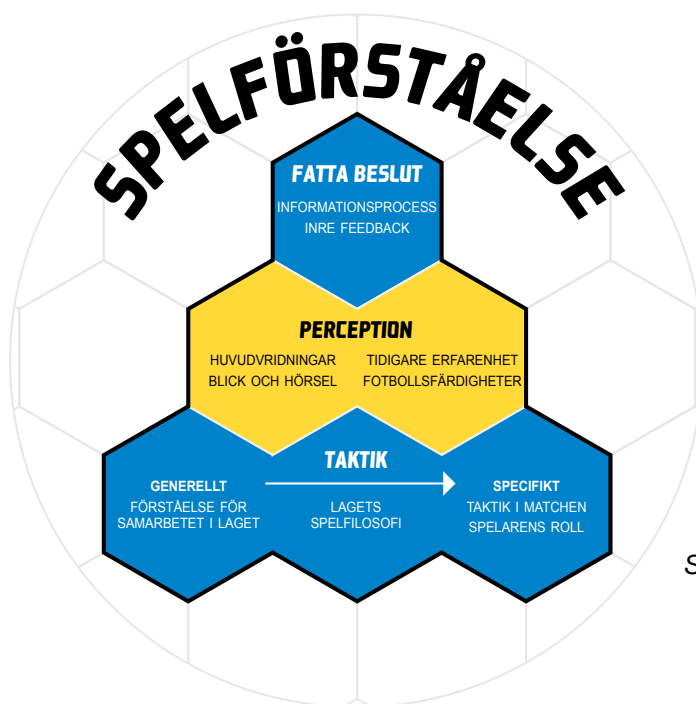 SPELFÖRSTÅELSE
FATTA BESLUT
INFORMATIONSPROCESS
INRE FEEDBACK
PERCEPTION
HUVUDVRIDNINGAR
BLICK OCH HÖRSEL
TIDIGARE ERFARENHET
FOTBOLLSFÄRDIGHETER
TAKTIK
GENERELLT
FÖRSTÅELSE FÖR
SAMARBETET I LAGET
LAGETS
SPELFILOSOFI
SPECIFIKT
TAKTIK I MATCHEN
SPELARENS ROLL
S